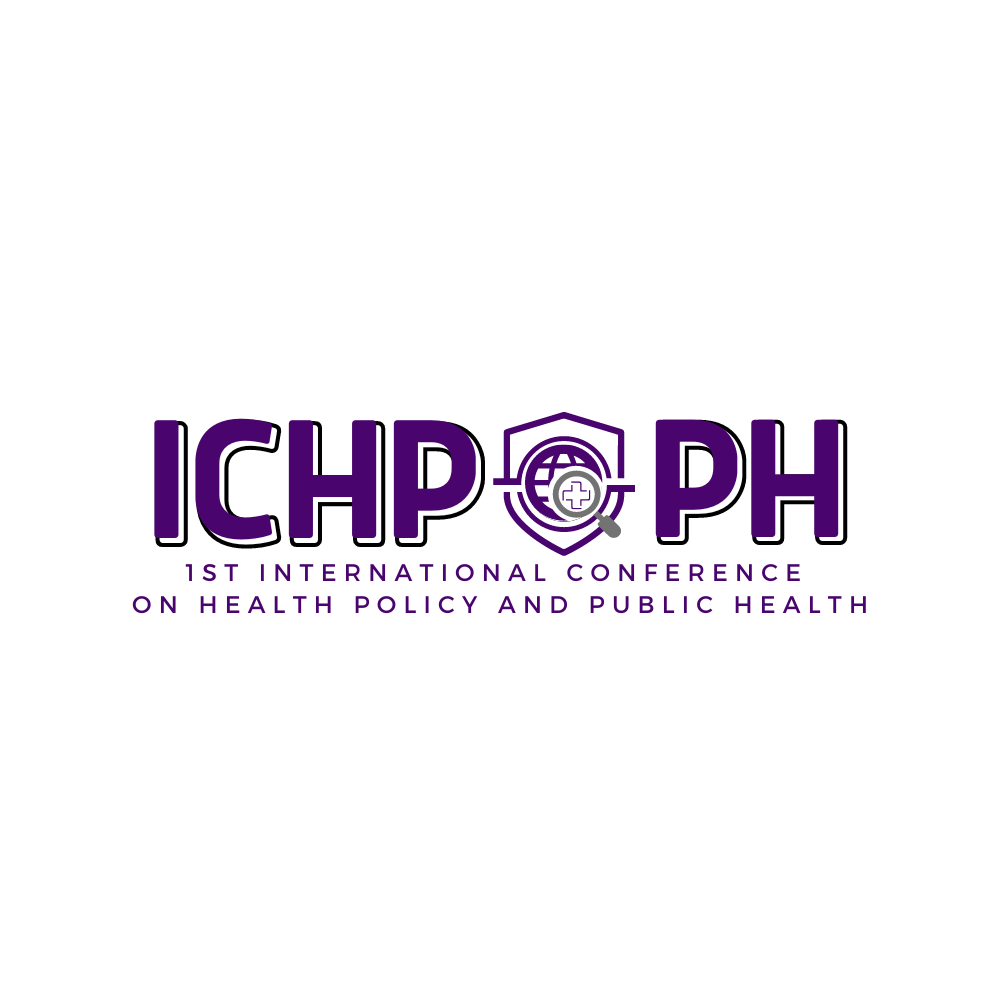 ICHP PH
1ST INTERNATIONAL CONFERENCE
ON HEALTH POLICY AND PUBLIC HEALTH